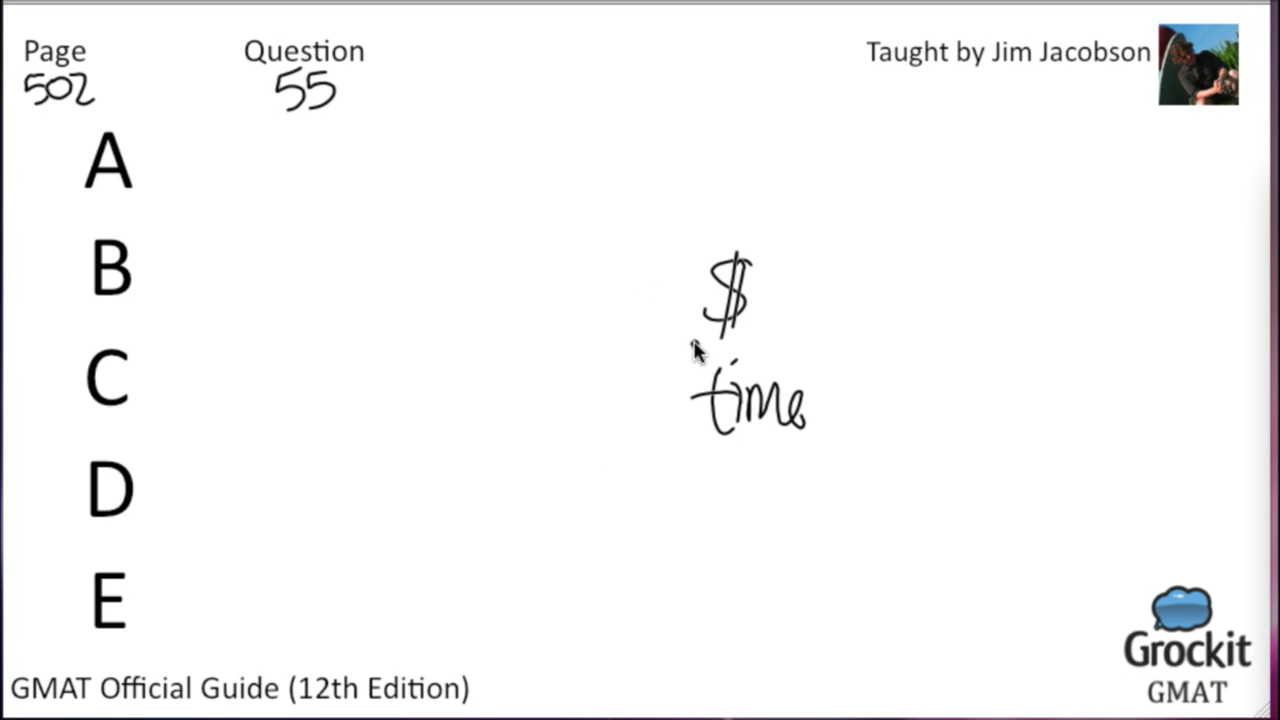 Page Question Taught by Jim Jacobson
502 55
A
B
$
C
time
D
E
Grockit
GMAT
GMAT Official Guide (12th Edition)